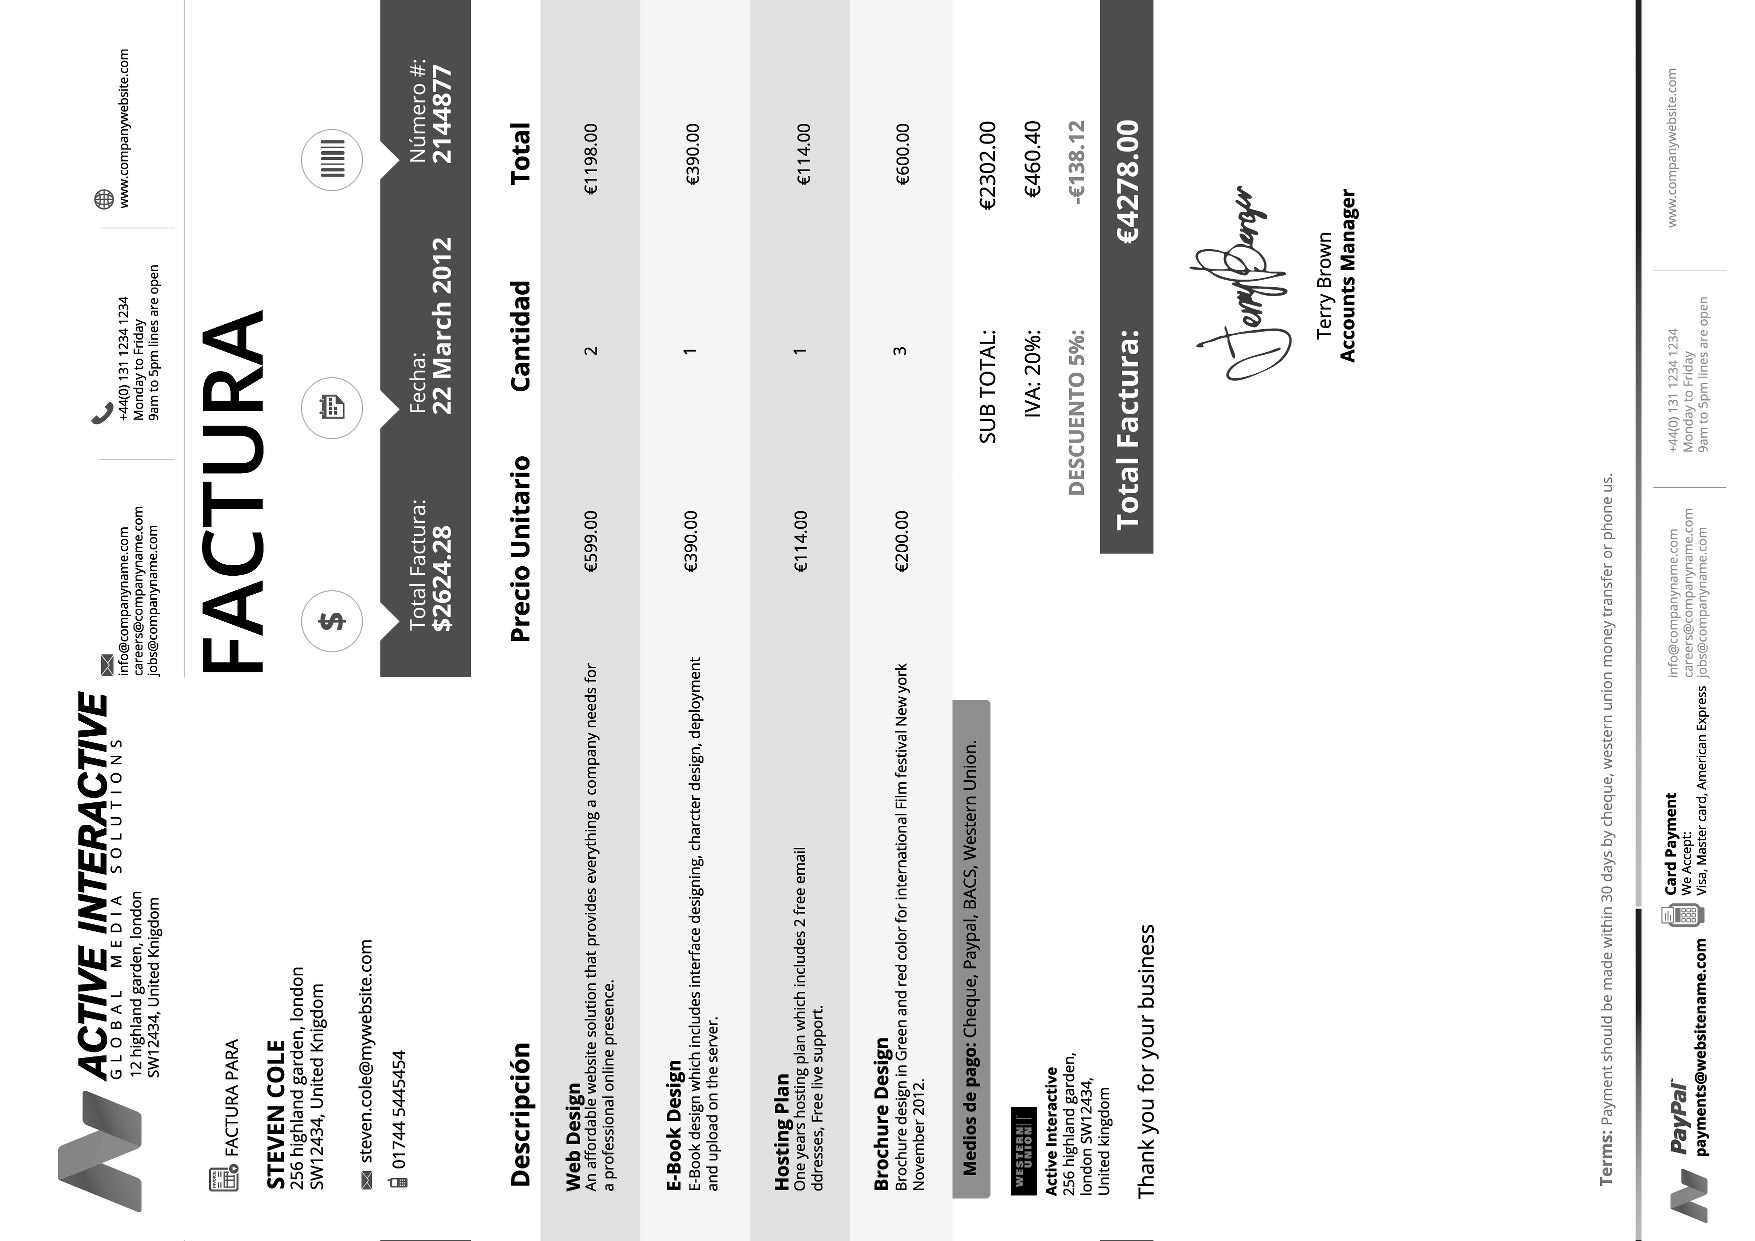 ACTIVE INTERACTIVE
GLOBAL MEDIA SOLUTIONS
12 highland garden, london
SW12434, United Knigdom
info@companyname.com
careers@companyname.com
jobs@companyname.com
+44(0) 131 1234 1234
Monday to Friday
9am to 5pm lines are open
www.companywebsite.com
FACTURA PARA
STEVEN COLE
256 highland garden, london
SW12434, United Knigdom
steven.cole@mywebsite.com
01744 5445454
FACTURA
$
Total Factura:
$2624.28
Fecha:
22 March 2012
Número #:
2144877
Descripción Precio Unitario Cantidad Total
Web Design
An affordable website solution that provides everything a company needs for
a professional online presence.
€599.00 2 €1198.00
E-Book Design
E-Book design which includes interface designing, charcter design, deployment
and upload on the server.
€390.00 1 €390.00
Hosting Plan
One years hosting plan which includes 2 free email
ddresses, Free live support.
€114.00 1 €114.00
Brochure Design
Brochure design in Green and red color for international Film festival New york
November 2012.
€200.00 3 €600.00
Medios de pago: Cheque, Paypal, BACS, Western Union.
WESTERN
UNION
Active Interactive
256 highland garden,
london SW12434,
United kingdom
Thank you for your business
SUB TOTAL: €2302.00
IVA: 20%: €460.40
DESCUENTO 5%: -€138.12
Total Factura: €4278.00
Terry Brown
Accounts Manager
Terms: Payment should be made within 30 days by cheque, western union money transfer or phone us.
PayPal™
payments@websitename.com
Card Payment
We Accept:
Visa, Master card, American Express
info@companyname.com
careers@companyname.com
jobs@companyname.com
+44(0) 131 1234 1234
Monday to Friday
9am to 5pm lines are open
www.companywebsite.com